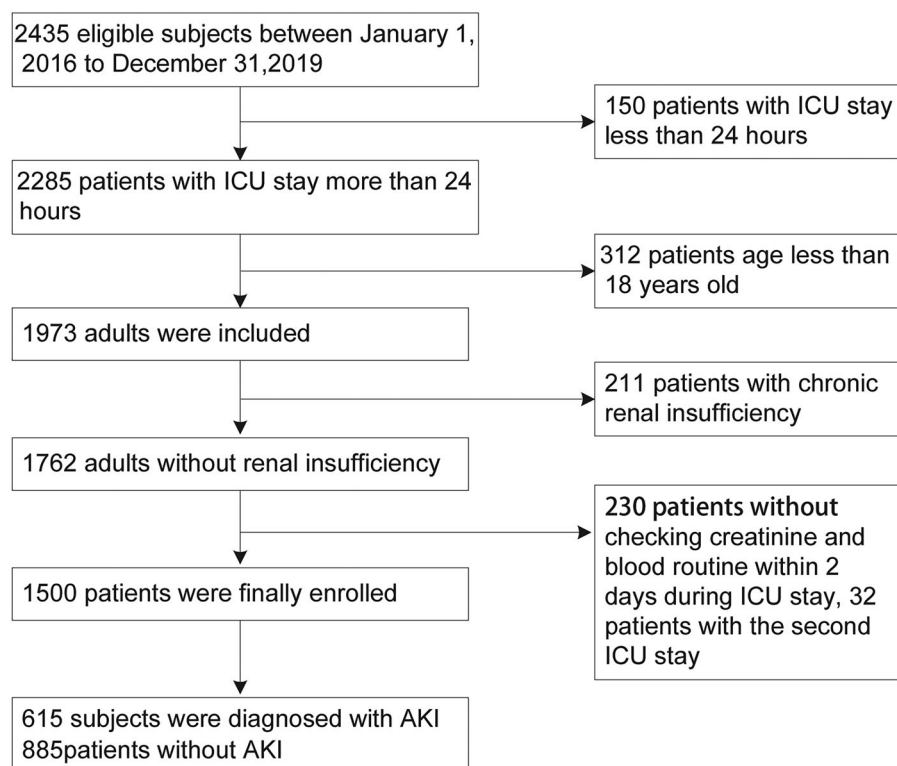 2435 eligible subjects between January 1,
2016 to December 31,2019
150 patients with ICU stay
less than 24 hours
2285 patients with ICU stay more than 24
hours
312 patients age less than
18 years old
1973 adults were included
211 patients with chronic
renal insufficiency
1762 adults without renal insufficiency
230 patients without
checking creatinine and
blood routine within 2
days during ICU stay, 32
patients with the second
ICU stay
1500 patients were finally enrolled
615 subjects were diagnosed with AKI
885patients without AKI